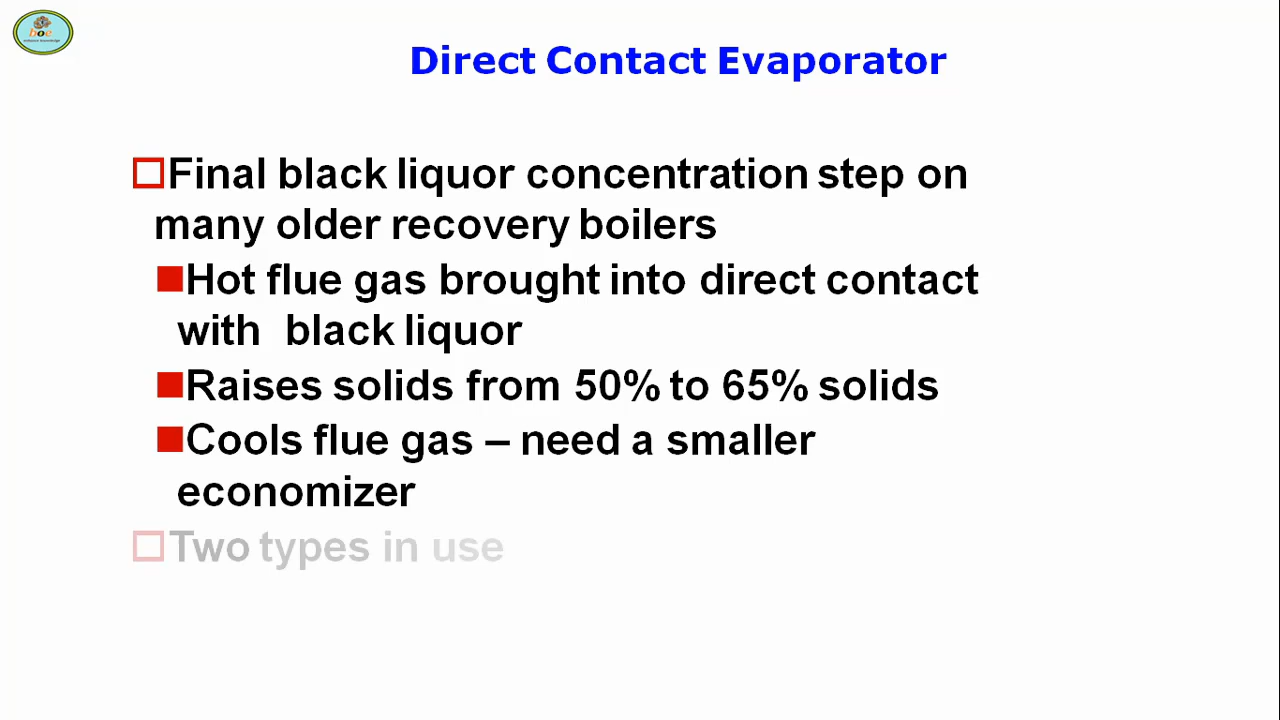 boe
Direct Contact Evaporator
Final black liquor concentration step on
many older recovery boilers
Hot flue gas brought into direct contact
with black liquor
Raises solids from 50% to 65% solids
Cools flue gas – need a smaller
economizer
Two types in use